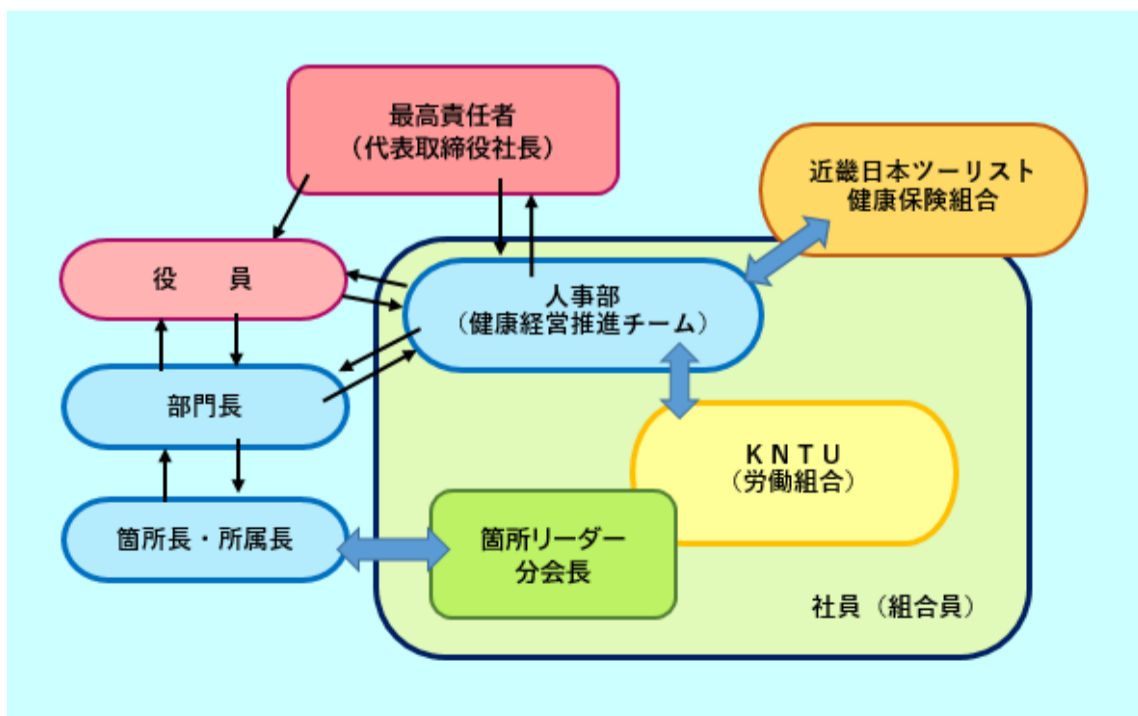 最高責任者
（代表取締役社長）
近畿日本ツーリスト
健康保険組合
役　　員
人事部
（健康経営推進チーム）
部門長
ＫＮＴＵ
（労働組合）
箇所長・所属長
箇所リーダー
分会長
社員（組合員）